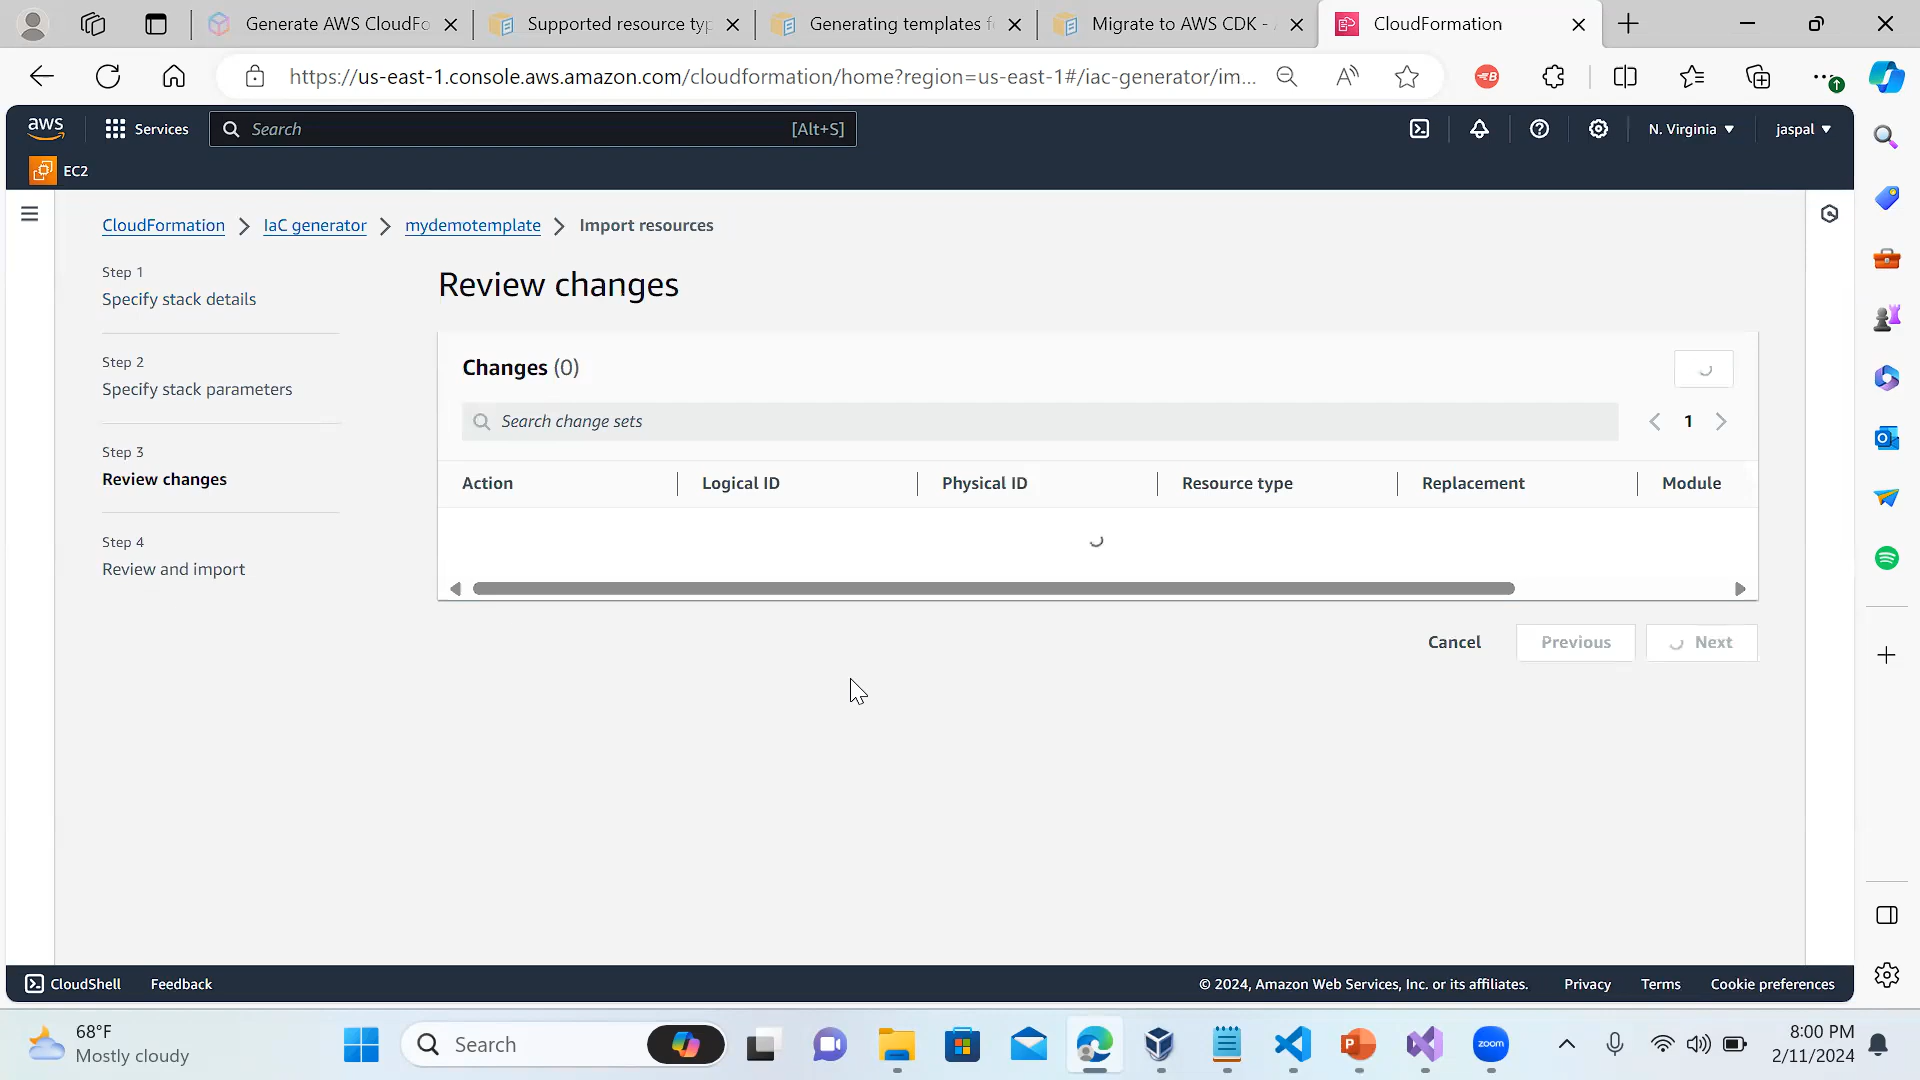 Generate AWS CloudFo
Supported resource typ
Generating templates f
Migrate to AWS CDK -
CloudFormation
https://us-east-1.console.aws.amazon.com/cloudformation/home?region=us-east-1#/iac-generator/im...
aws
Services
Search
[Alt+S]
N. Virginia
jaspal
EC2
CloudFormation
IaC generator
mydemotemplate
Import resources
Step 1
Specify stack details
Step 2
Specify stack parameters
Step 3
Review changes
Step 4
Review and import
Review changes
Changes (0)
Search change sets
1
Action
Logical ID
Physical ID
Resource type
Replacement
Module
Cancel
Previous
Next
CloudShell
Feedback
© 2024, Amazon Web Services, Inc. or its affiliates.
Privacy
Terms
Cookie preferences
68°F
Mostly cloudy
Search
zoom
8:00 PM
2/11/2024